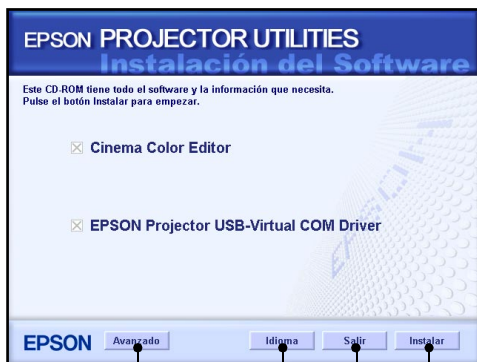 EPSON PROJECTOR UTILITIES
Instalación del Software
Este CD-ROM tiene todo el software y la información que necesita.
Pulse el botón Instalar para empezar.
Cinema Color Editor
EPSON Projector USB-Virtual COM Driver
EPSON
EPSON Avanzado Idioma Salir Instalar